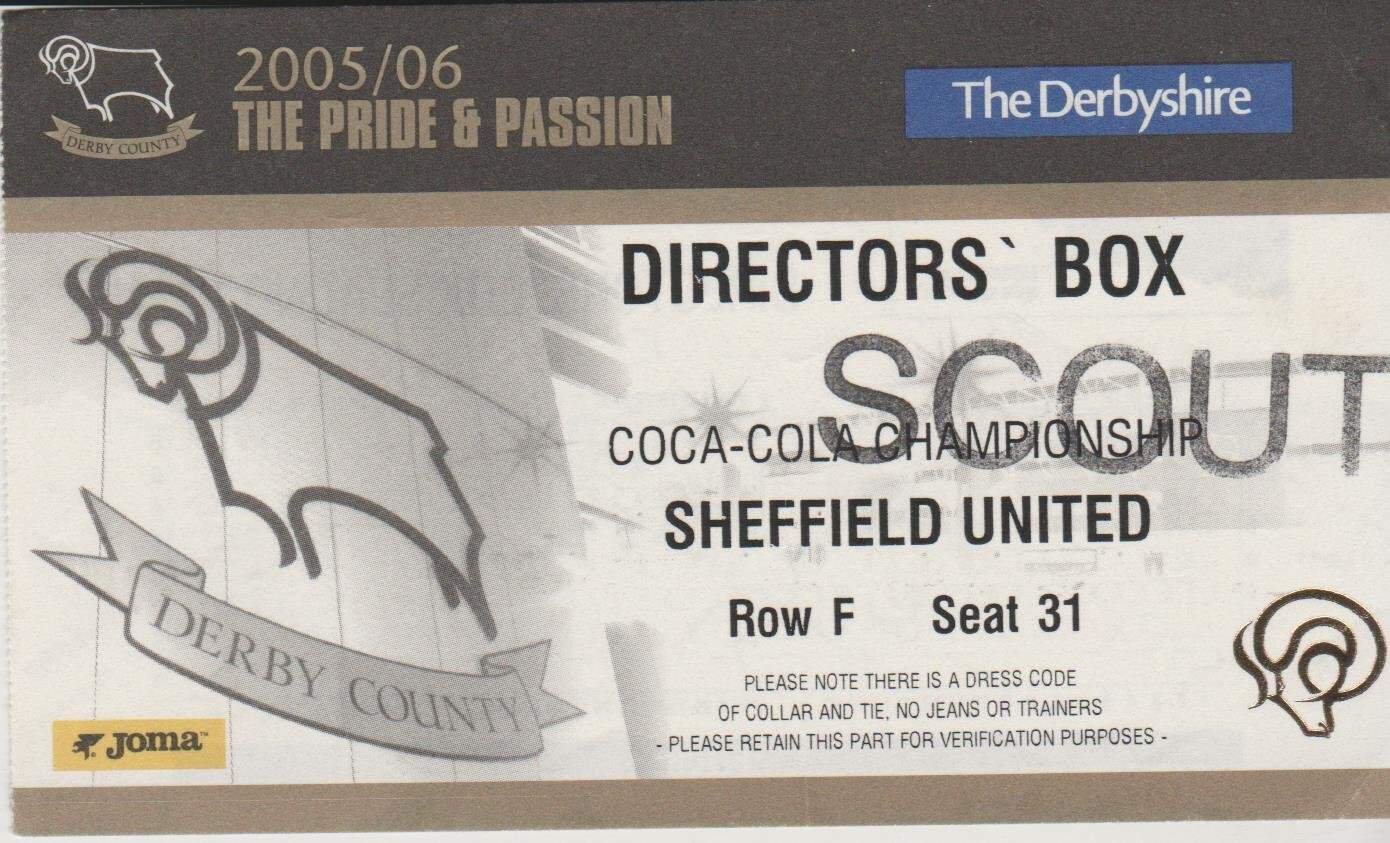 2005/06
THE PRIDE & PASSION
DERBY COUNTY
The Derbyshire
DIRECTORS` BOX
SCOUT
COCA-COLA CHAMPIONSHIP
SHEFFIELD UNITED
Row F Seat 31
PLEASE NOTE THERE IS A DRESS CODE
OF COLLAR AND TIE, NO JEANS OR TRAINERS
- PLEASE RETAIN THIS PART FOR VERIFICATION PURPOSES -
DERBY COUNTY
Joma™